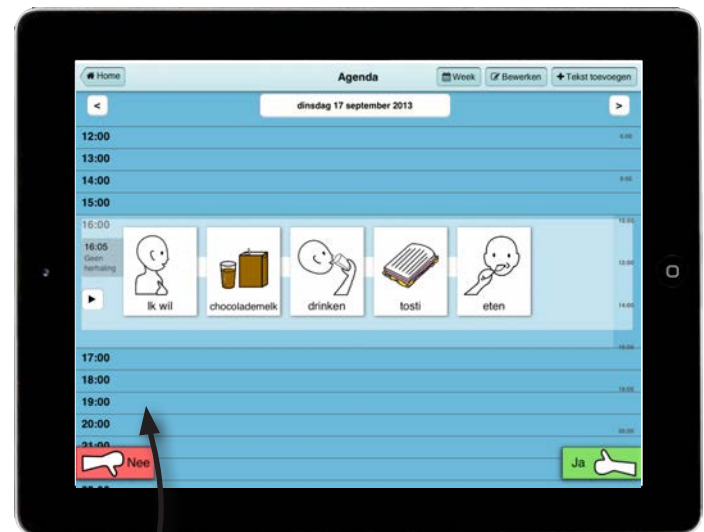 Home
Agenda
Week
Bewerken
+ Tekst toevoegen
<
dinsdag 17 september 2013
>
12:00
13:00
14:00
15:00
16:00
16:05
Geen
herhaling
Ik wil
chocolademelk
drinken
tosti
eten
17:00
18:00
19:00
20:00
21:00
Nee
Ja